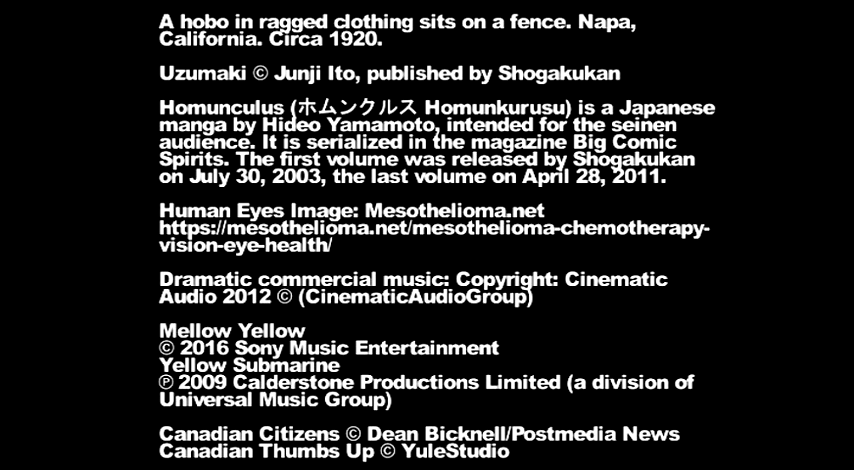 A hobo in ragged clothing sits on a fence. Napa,
California. Circa 1920.
Uzumaki © Junji Ito, published by Shogakukan
Homunculus (ホムンクルス Homunkurusu) is a Japanese
manga by Hideo Yamamoto, intended for the seinen
audience. It is serialized in the magazine Big Comic
Spirits. The first volume was released by Shogakukan
on July 30, 2003, the last volume on April 28, 2011.
Human Eyes Image: Mesothelioma.net
https://mesothelioma.net/mesothelioma-chemotherapy-
vision-eye-health/
Dramatic commercial music: Copyright: Cinematic
Audio 2012 © (CinematicAudioGroup)
Mellow Yellow
© 2016 Sony Music Entertainment
Yellow Submarine
℗ 2009 Calderstone Productions Limited (a division of
Universal Music Group)
Canadian Citizens © Dean Bicknell/Postmedia News
Canadian Thumbs Up © YuleStudio